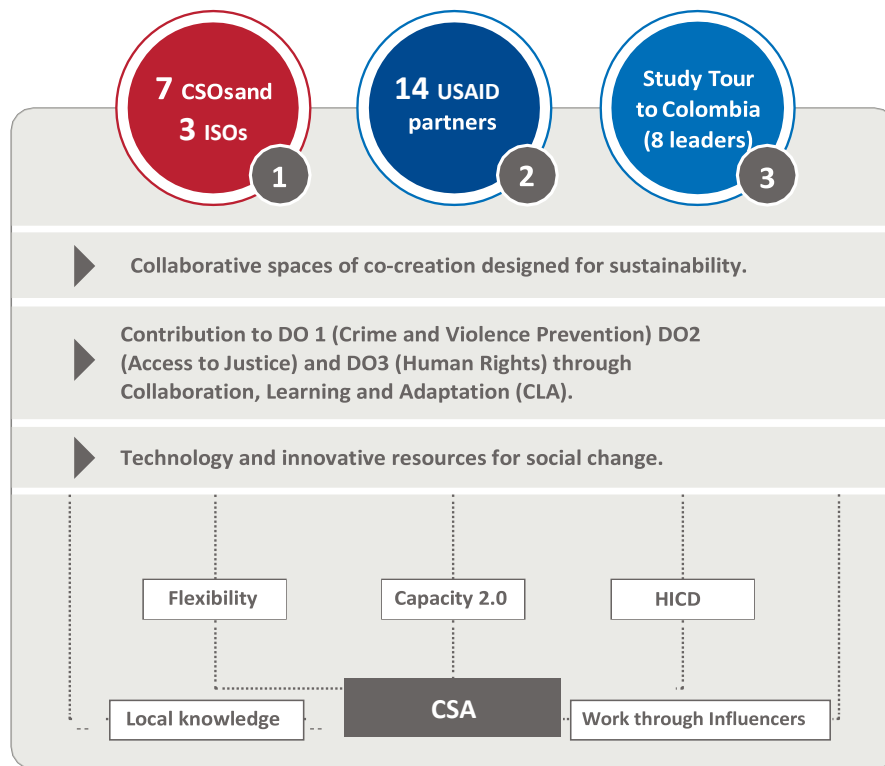 7 CSOsand
3 ISOs
1
14 USAID
partners
2
Study Tour
to Colombia
(8 leaders)
3
Collaborative spaces of co-creation designed for sustainability.
Contribution to DO 1 (Crime and Violence Prevention) DO2
(Access to Justice) and DO3 (Human Rights) through
Collaboration, Learning and Adaptation (CLA).
Technology and innovative resources for social change.
Flexibility
Capacity 2.0
HICD
Local knowledge
CSA
Work through Influencers